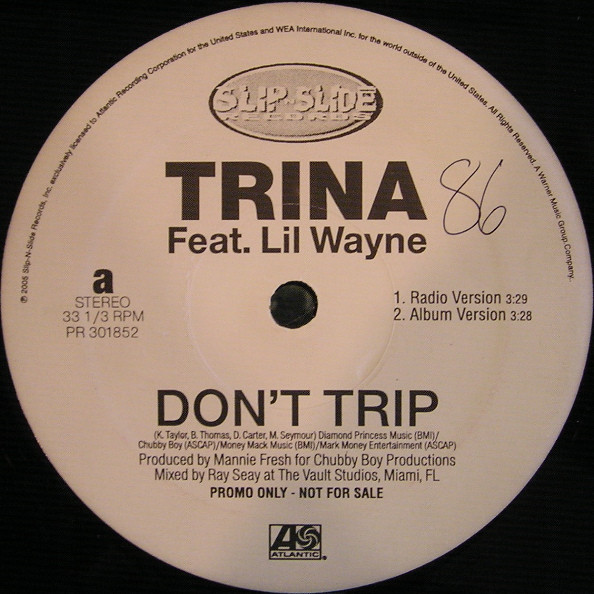 ℗ 2005 Slip-N-Slide Records, Inc. exclusively licensed to Atlantic Recording Corporation for the United States and WEA International Inc. for the world outside of the United States. All Rights Reserved. A Warner Music Group Company.
SLIP·N·SLIDE
RECORDS
TRINA
86
Feat. Lil Wayne
a
STEREO
33 1/3 RPM
PR 301852
1. Radio Version 3:29
2. Album Version 3:28
DON'T TRIP
(K. Taylor, B. Thomas, D. Carter, M. Seymour) Diamond Princess Music (BMI)/
Chubby Boy (ASCAP)/Money Mack Music (BMI)/Mark Money Entertainment (ASCAP)
Produced by Mannie Fresh for Chubby Boy Productions
Mixed by Ray Seay at The Vault Studios, Miami, FL
PROMO ONLY - NOT FOR SALE
ATLANTIC